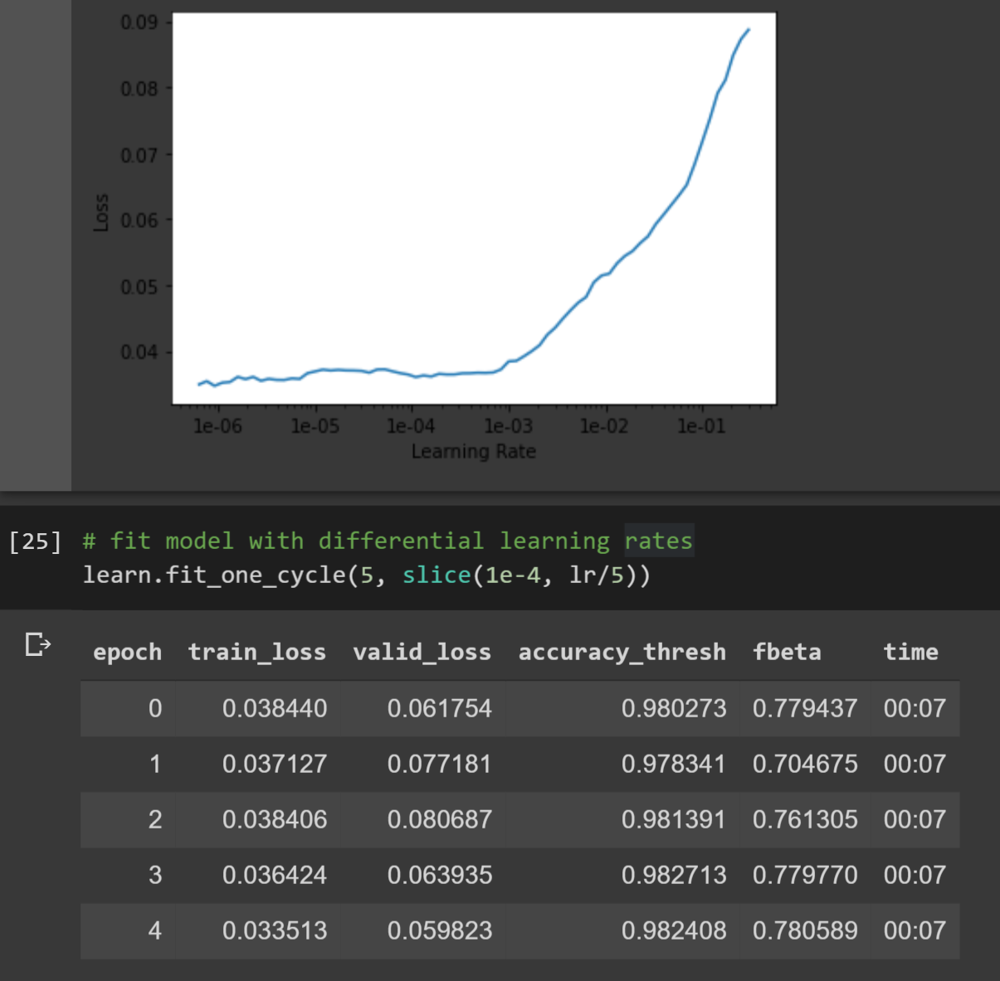 0.09
0.08
0.07
0.06
0.05
0.04
Loss
1e-06 1e-05 1e-04 1e-03 1e-02 1e-01
Learning Rate
[25] # fit model with differential learning rates
learn.fit_one_cycle(5, slice(1e-4, lr/5))
epoch train_loss valid_loss accuracy_thresh fbeta time
0 0.038440 0.061754 0.980273 0.779437 00:07
1 0.037127 0.077181 0.978341 0.704675 00:07
2 0.038406 0.080687 0.981391 0.761305 00:07
3 0.036424 0.063935 0.982713 0.779770 00:07
4 0.033513 0.059823 0.982408 0.780589 00:07